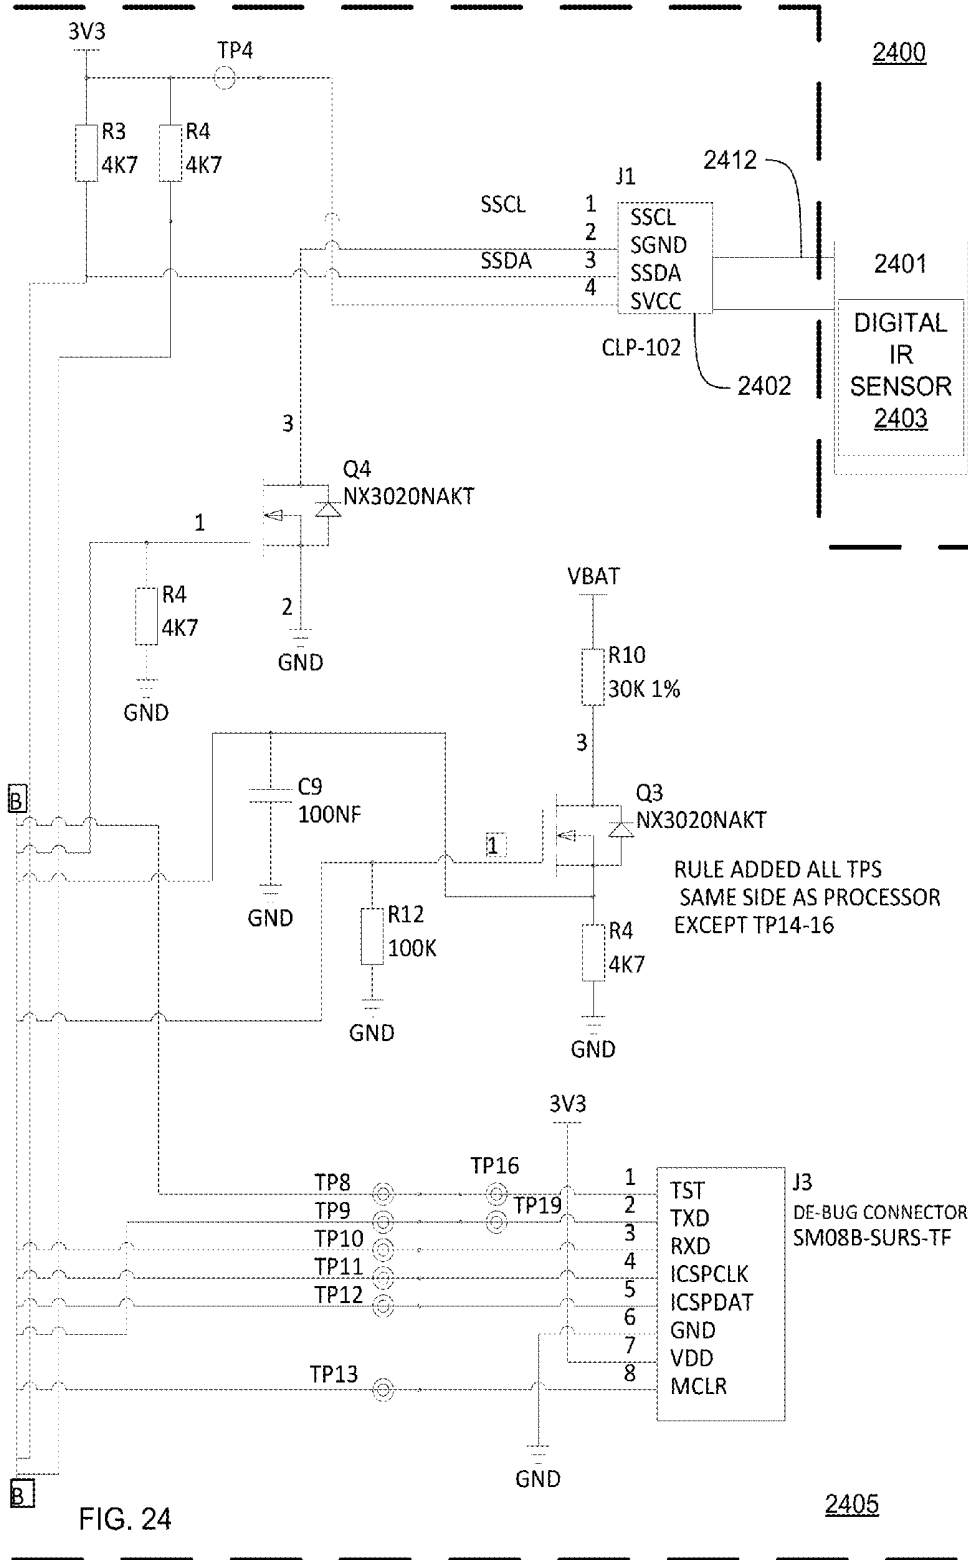 3V3
TP4
2400
R3
4K7
R4
4K7
2412
J1
SSCL
1
SSCL
2
SGND
SSDA
3
SSDA
4
SVCC
2401
DIGITAL
IR
SENSOR
2403
CLP-102
2402
3
Q4
NX3020NAKT
1
R4
4K7
2
GND
GND
VBAT
R10
30K 1%
3
B
C9
100NF
Q3
NX3020NAKT
1
GND
RULE ADDED ALL TPS
SAME SIDE AS PROCESSOR
EXCEPT TP14-16
R12
100K
R4
4K7
GND
GND
3V3
TP8
TP16
1
TST
J3
TP9
TP19
2
TXD
DE-BUG CONNECTOR
TP10
3
RXD
SM08B-SURS-TF
TP11
4
ICSPCLK
TP12
5
ICSPDAT
6
GND
7
VDD
TP13
8
MCLR
GND
B
FIG. 24
2405